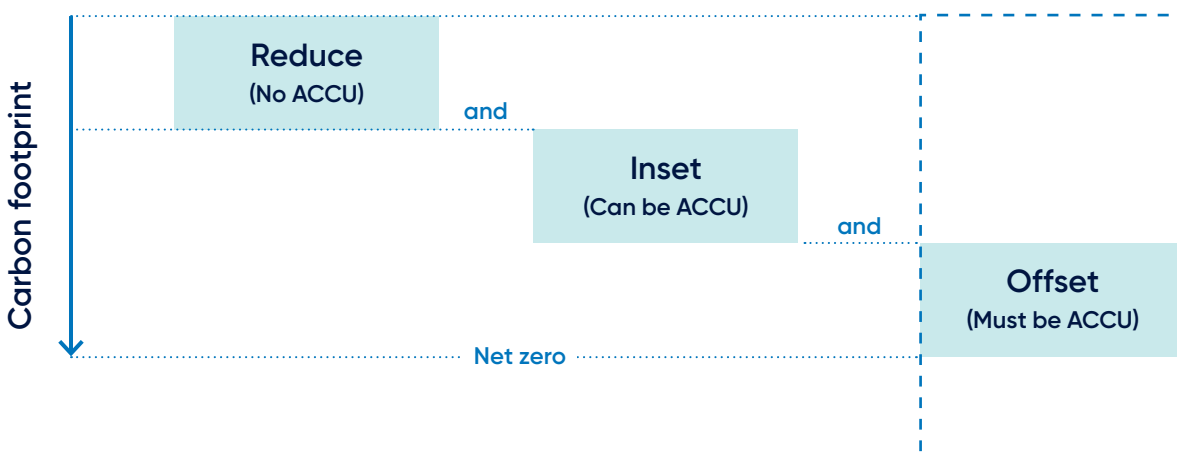 Carbon footprint
Reduce
(No ACCU)
and
Inset
(Can be ACCU)
and
Offset
(Must be ACCU)
Net zero